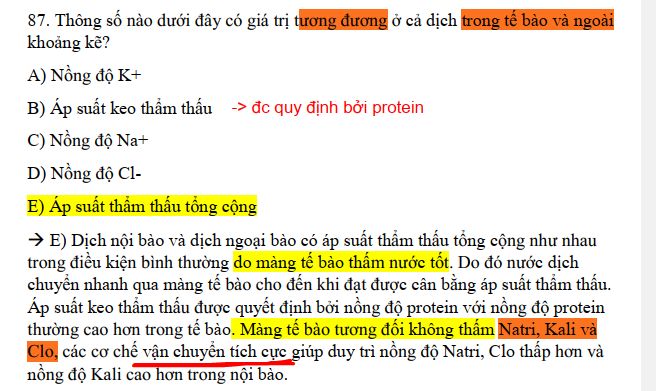 87. Thông số nào dưới đây có giá trị tương đương ở cả dịch trong tế bào và ngoài
khoảng kẽ?
A) Nồng độ K+
B) Áp suất keo thẩm thấu -> đc quy định bởi protein
C) Nồng độ Na+
D) Nồng độ Cl-
E) Áp suất thẩm thấu tổng cộng
→ E) Dịch nội bào và dịch ngoại bào có áp suất thẩm thấu tổng cộng như nhau
trong điều kiện bình thường do màng tế bào thấm nước tốt. Do đó nước dịch
chuyển nhanh qua màng tế bào cho đến khi đạt được cân bằng áp suất thẩm thấu.
Áp suất keo thẩm thấu được quyết định bởi nồng độ protein với nồng độ protein
thường cao hơn trong tế bào. Màng tế bào tương đối không thấm Natri, Kali và
Clo, các cơ chế vận chuyển tích cực giúp duy trì nồng độ Natri, Clo thấp hơn và
nồng độ Kali cao hơn trong nội bào.